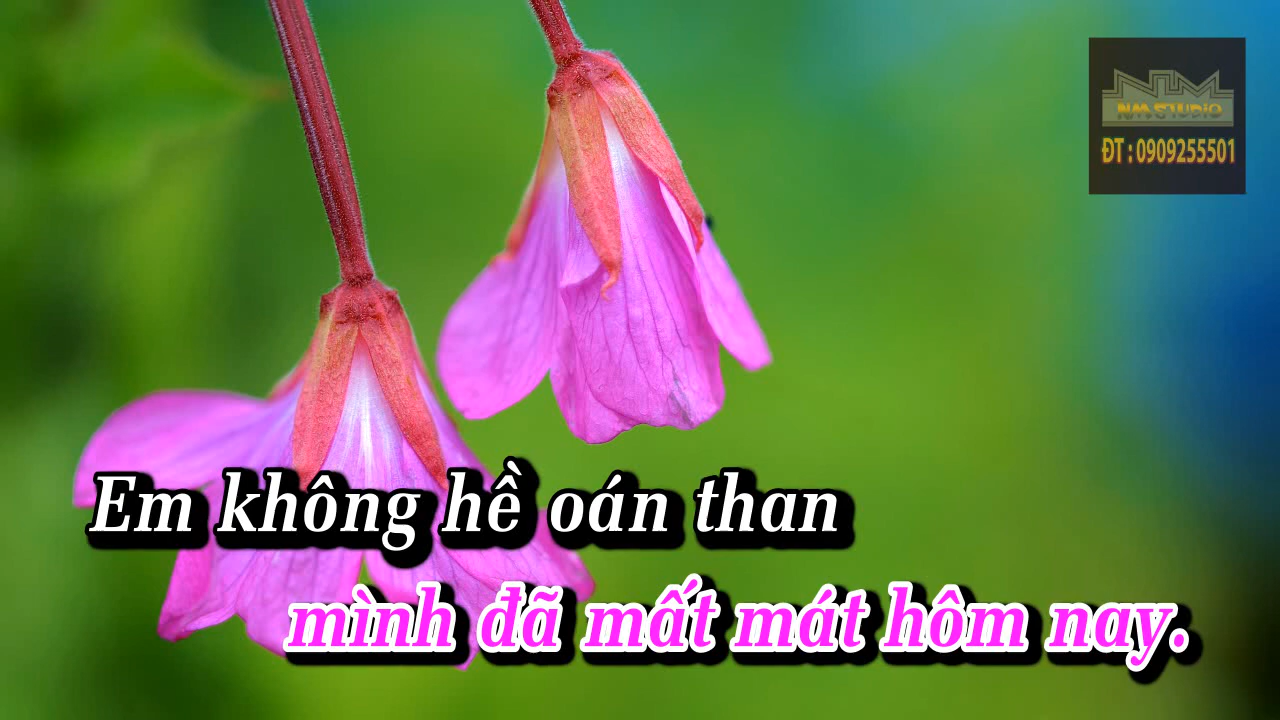 NM STUDIO
ĐT : 0909255501
Em không hề oán than
mình đã mất mát hôm nay.